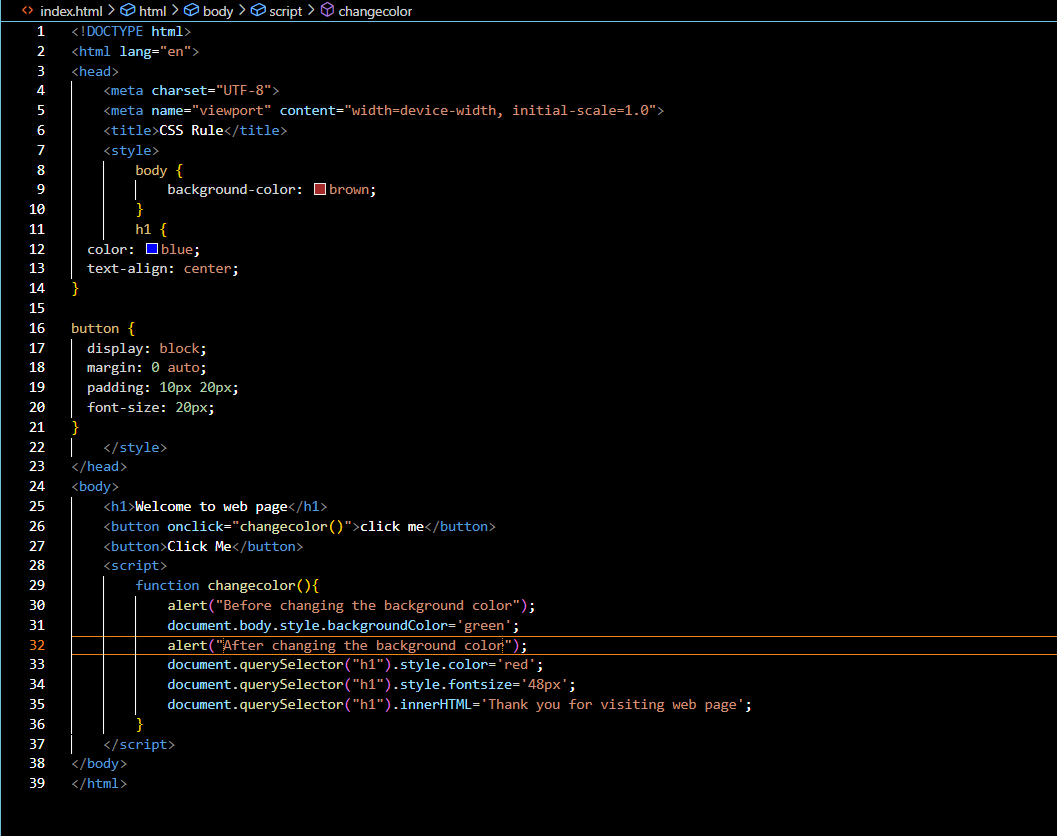 index.html > html > body > script > changecolor
1 <!DOCTYPE html>
2 <html lang="en">
3 <head>
4     <meta charset="UTF-8">
5     <meta name="viewport" content="width=device-width, initial-scale=1.0">
6     <title>CSS Rule</title>
7     <style>
8         body {
9             background-color: brown;
10         }
11         h1 {
12   color: blue;
13   text-align: center;
14 }
15
16 button {
17   display: block;
18   margin: 0 auto;
19   padding: 10px 20px;
20   font-size: 20px;
21 }
22     </style>
23 </head>
24 <body>
25     <h1>Welcome to web page</h1>
26     <button onclick="changecolor()">click me</button>
27     <button>Click Me</button>
28     <script>
29         function changecolor(){
30             alert("Before changing the background color");
31             document.body.style.backgroundColor='green';
32             alert("After changing the background color");
33             document.querySelector("h1").style.color='red';
34             document.querySelector("h1").style.fontsize='48px';
35             document.querySelector("h1").innerHTML='Thank you for visiting web page';
36         }
37     </script>
38 </body>
39 </html>